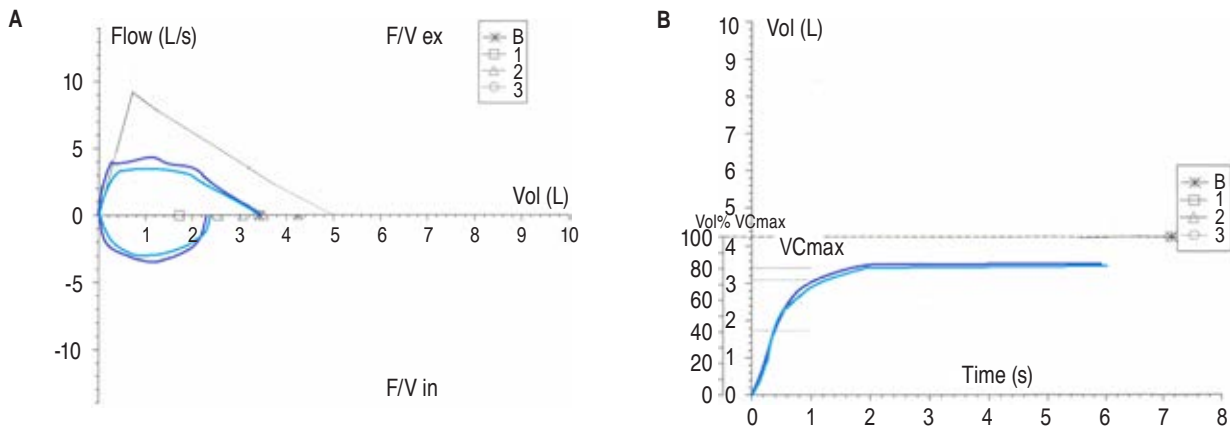 A
Flow (L/s)
F/V ex
B
1
2
3
10
5
0
-5
-10
Vol (L)
1 2 3 4 5 6 7 8 9 10
F/V in
B
Vol (L)
10
9
8
7
6
5
4
3
2
1
0
Vol% VCmax
100
80
60
40
20
0
VCmax
B
1
2
3
Time (s)
0 1 2 3 4 5 6 7 8